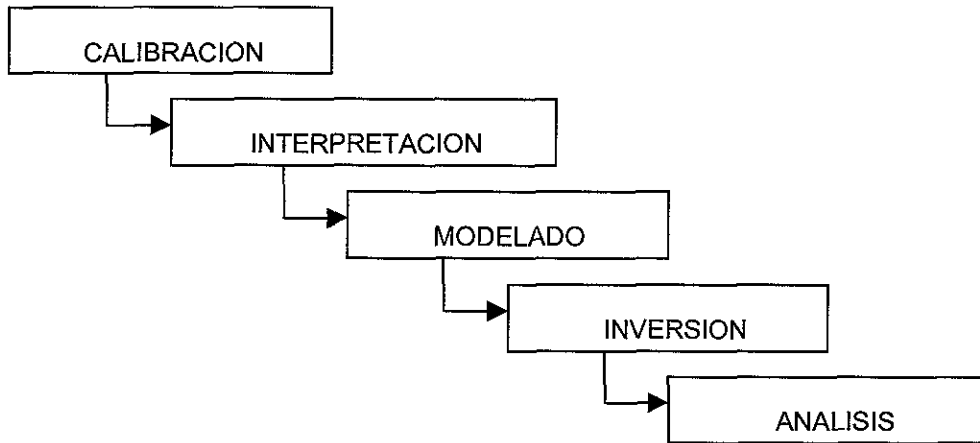 CALIBRACION
INTERPRETACION
MODELADO
INVERSION
ANALISIS